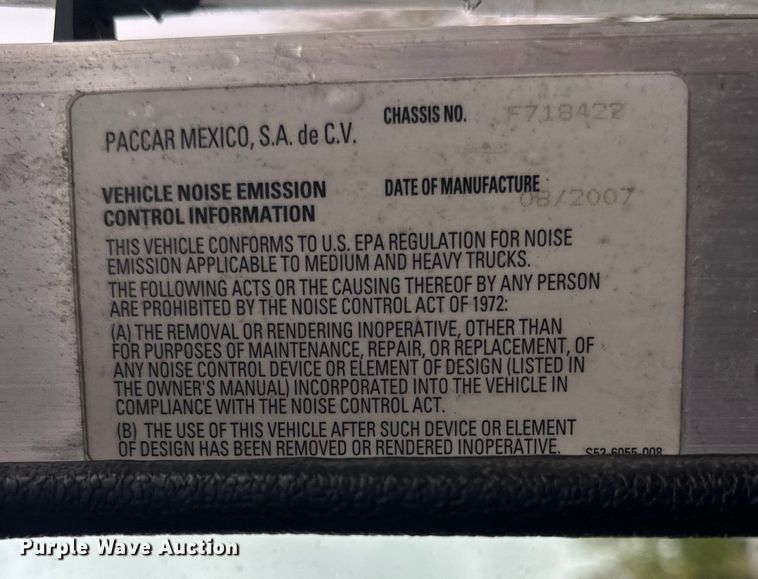 PACCAR MEXICO, S.A. de C.V.
CHASSIS NO. F718422
VEHICLE NOISE EMISSION
CONTROL INFORMATION
DATE OF MANUFACTURE 08/2007
THIS VEHICLE CONFORMS TO U.S. EPA REGULATION FOR NOISE
EMISSION APPLICABLE TO MEDIUM AND HEAVY TRUCKS.
THE FOLLOWING ACTS OR THE CAUSING THEREOF BY ANY PERSON
ARE PROHIBITED BY THE NOISE CONTROL ACT OF 1972:
(A) THE REMOVAL OR RENDERING INOPERATIVE, OTHER THAN
FOR PURPOSES OF MAINTENANCE, REPAIR, OR REPLACEMENT, OF
ANY NOISE CONTROL DEVICE OR ELEMENT OF DESIGN (LISTED IN
THE OWNER'S MANUAL) INCORPORATED INTO THE VEHICLE IN
COMPLIANCE WITH THE NOISE CONTROL ACT.
(B) THE USE OF THIS VEHICLE AFTER SUCH DEVICE OR ELEMENT
OF DESIGN HAS BEEN REMOVED OR RENDERED INOPERATIVE.
S53-6055-008
Purple Wave Auction